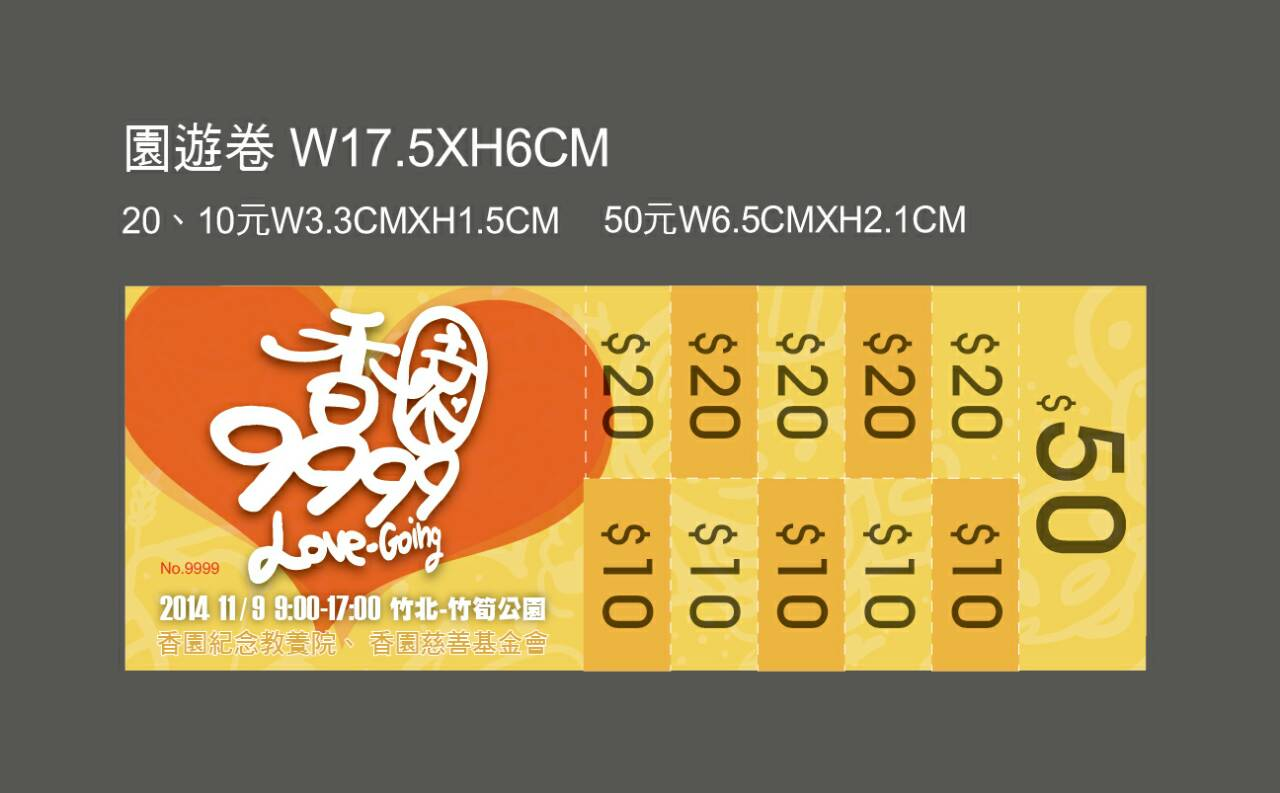 園遊卷 W17.5XH6CM
20、10元W3.3CMXH1.5CM 50元W6.5CMXH2.1CM
香園
9999
Love-Going
No.9999
2014 11/9 9:00-17:00 竹北-竹筍公園
香園紀念教養院、 香園慈善基金會
$20 $20 $20 $20 $20
$10 $10 $10 $10 $10
$50